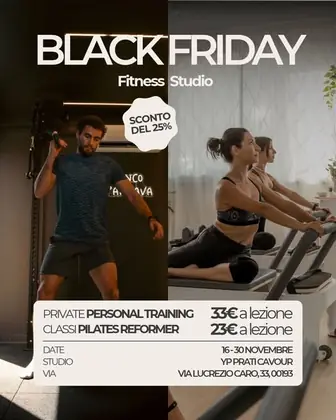 BLACK FRIDAY
Fitness Studio
SCONTO
DEL 25%
PRIVATE PERSONAL TRAINING 33€ a lezione
CLASSI PILATES REFORMER 23€ a lezione
DATE 16 - 30 NOVEMBRE
STUDIO YP PRATI CAVOUR
VIA VIA LUCREZIO CARO, 33, 00193